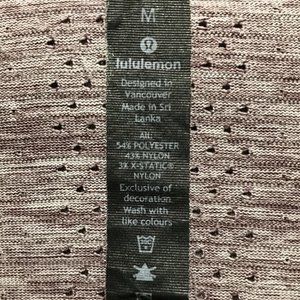 M
lululemon
Designed in
Vancouver
Made in Sri
Lanka
All:
54% POLYESTER
43% NYLON
3% X-STATIC®
NYLON
Exclusive of
decoration
Wash with
like colours